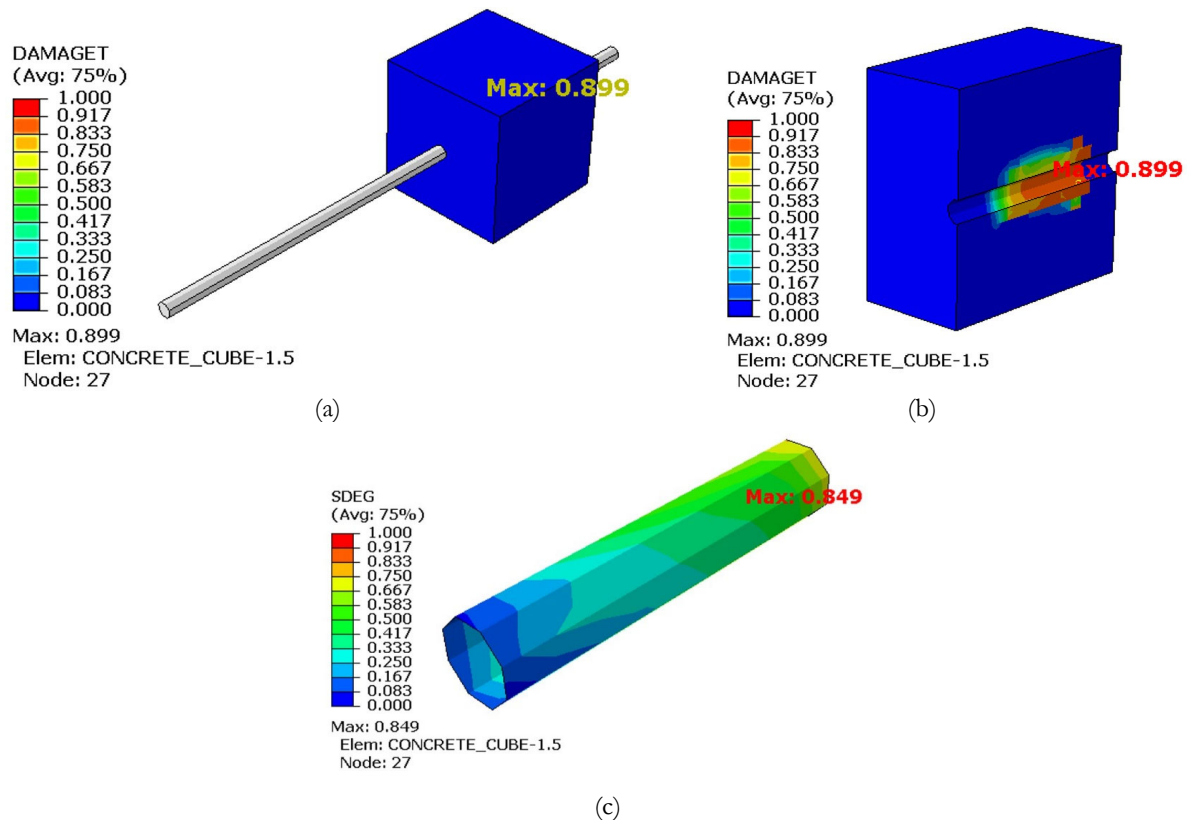 DAMAGET
(Avg: 75%)
1.000
0.917
0.833
0.750
0.667
0.583
0.500
0.417
0.333
0.250
0.167
0.083
0.000
Max: 0.899
Elem: CONCRETE_CUBE-1.5
Node: 27
Max: 0.899
(a)
DAMAGET
(Avg: 75%)
1.000
0.917
0.833
0.750
0.667
0.583
0.500
0.417
0.333
0.250
0.167
0.083
0.000
Max: 0.899
Elem: CONCRETE_CUBE-1.5
Node: 27
Max: 0.899
(b)
SDEG
(Avg: 75%)
1.000
0.917
0.833
0.750
0.667
0.583
0.500
0.417
0.333
0.250
0.167
0.083
0.000
Max: 0.849
Elem: CONCRETE_CUBE-1.5
Node: 27
Max: 0.849
(c)